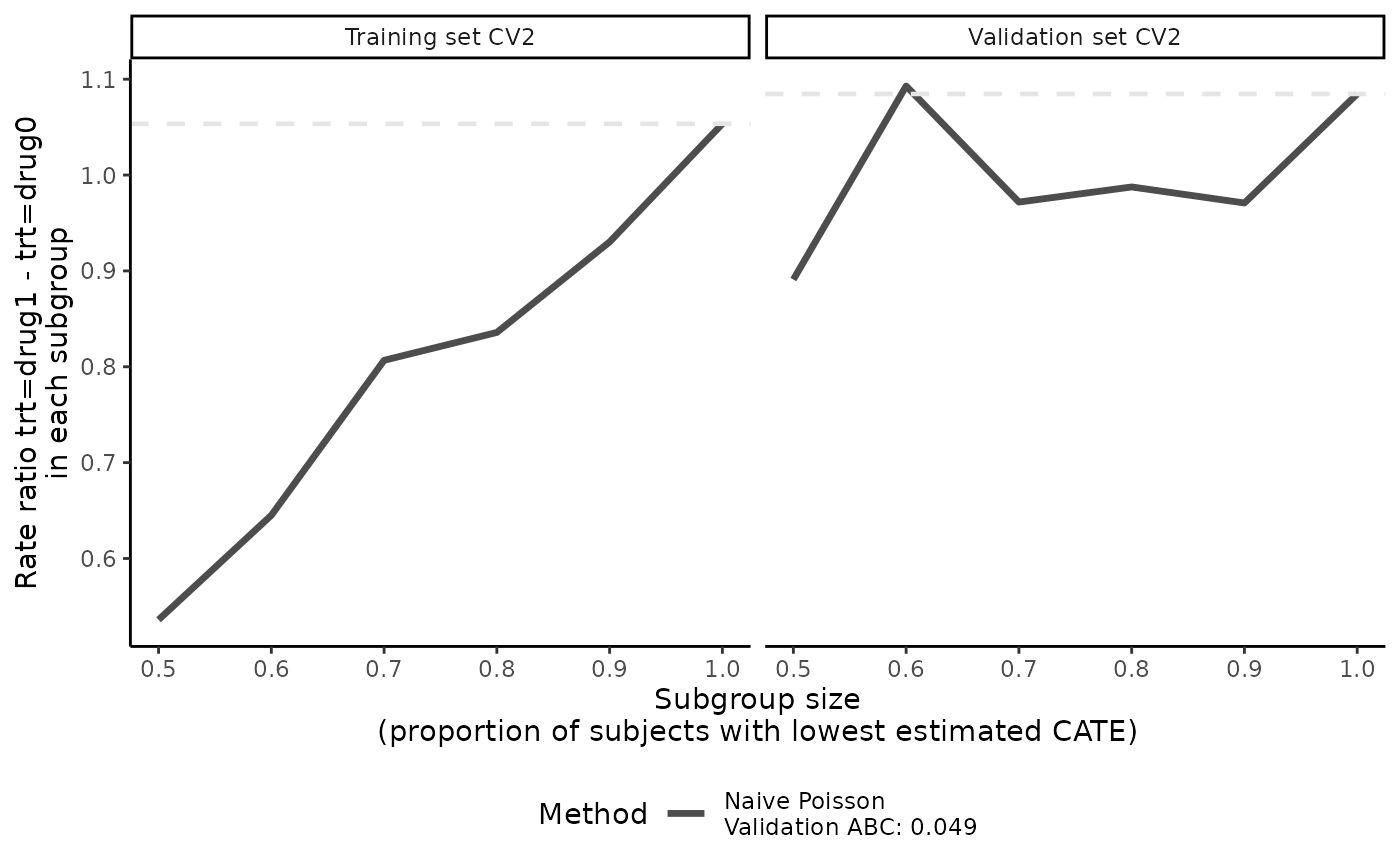 Training set CV2
Validation set CV2
Rate ratio trt=drug1 - trt=drug0
in each subgroup
1.1
1.0
0.9
0.8
0.7
0.6
0.5 0.6 0.7 0.8 0.9 1.0
0.5 0.6 0.7 0.8 0.9 1.0
Subgroup size
(proportion of subjects with lowest estimated CATE)
Method
Naive Poisson
Validation ABC: 0.049